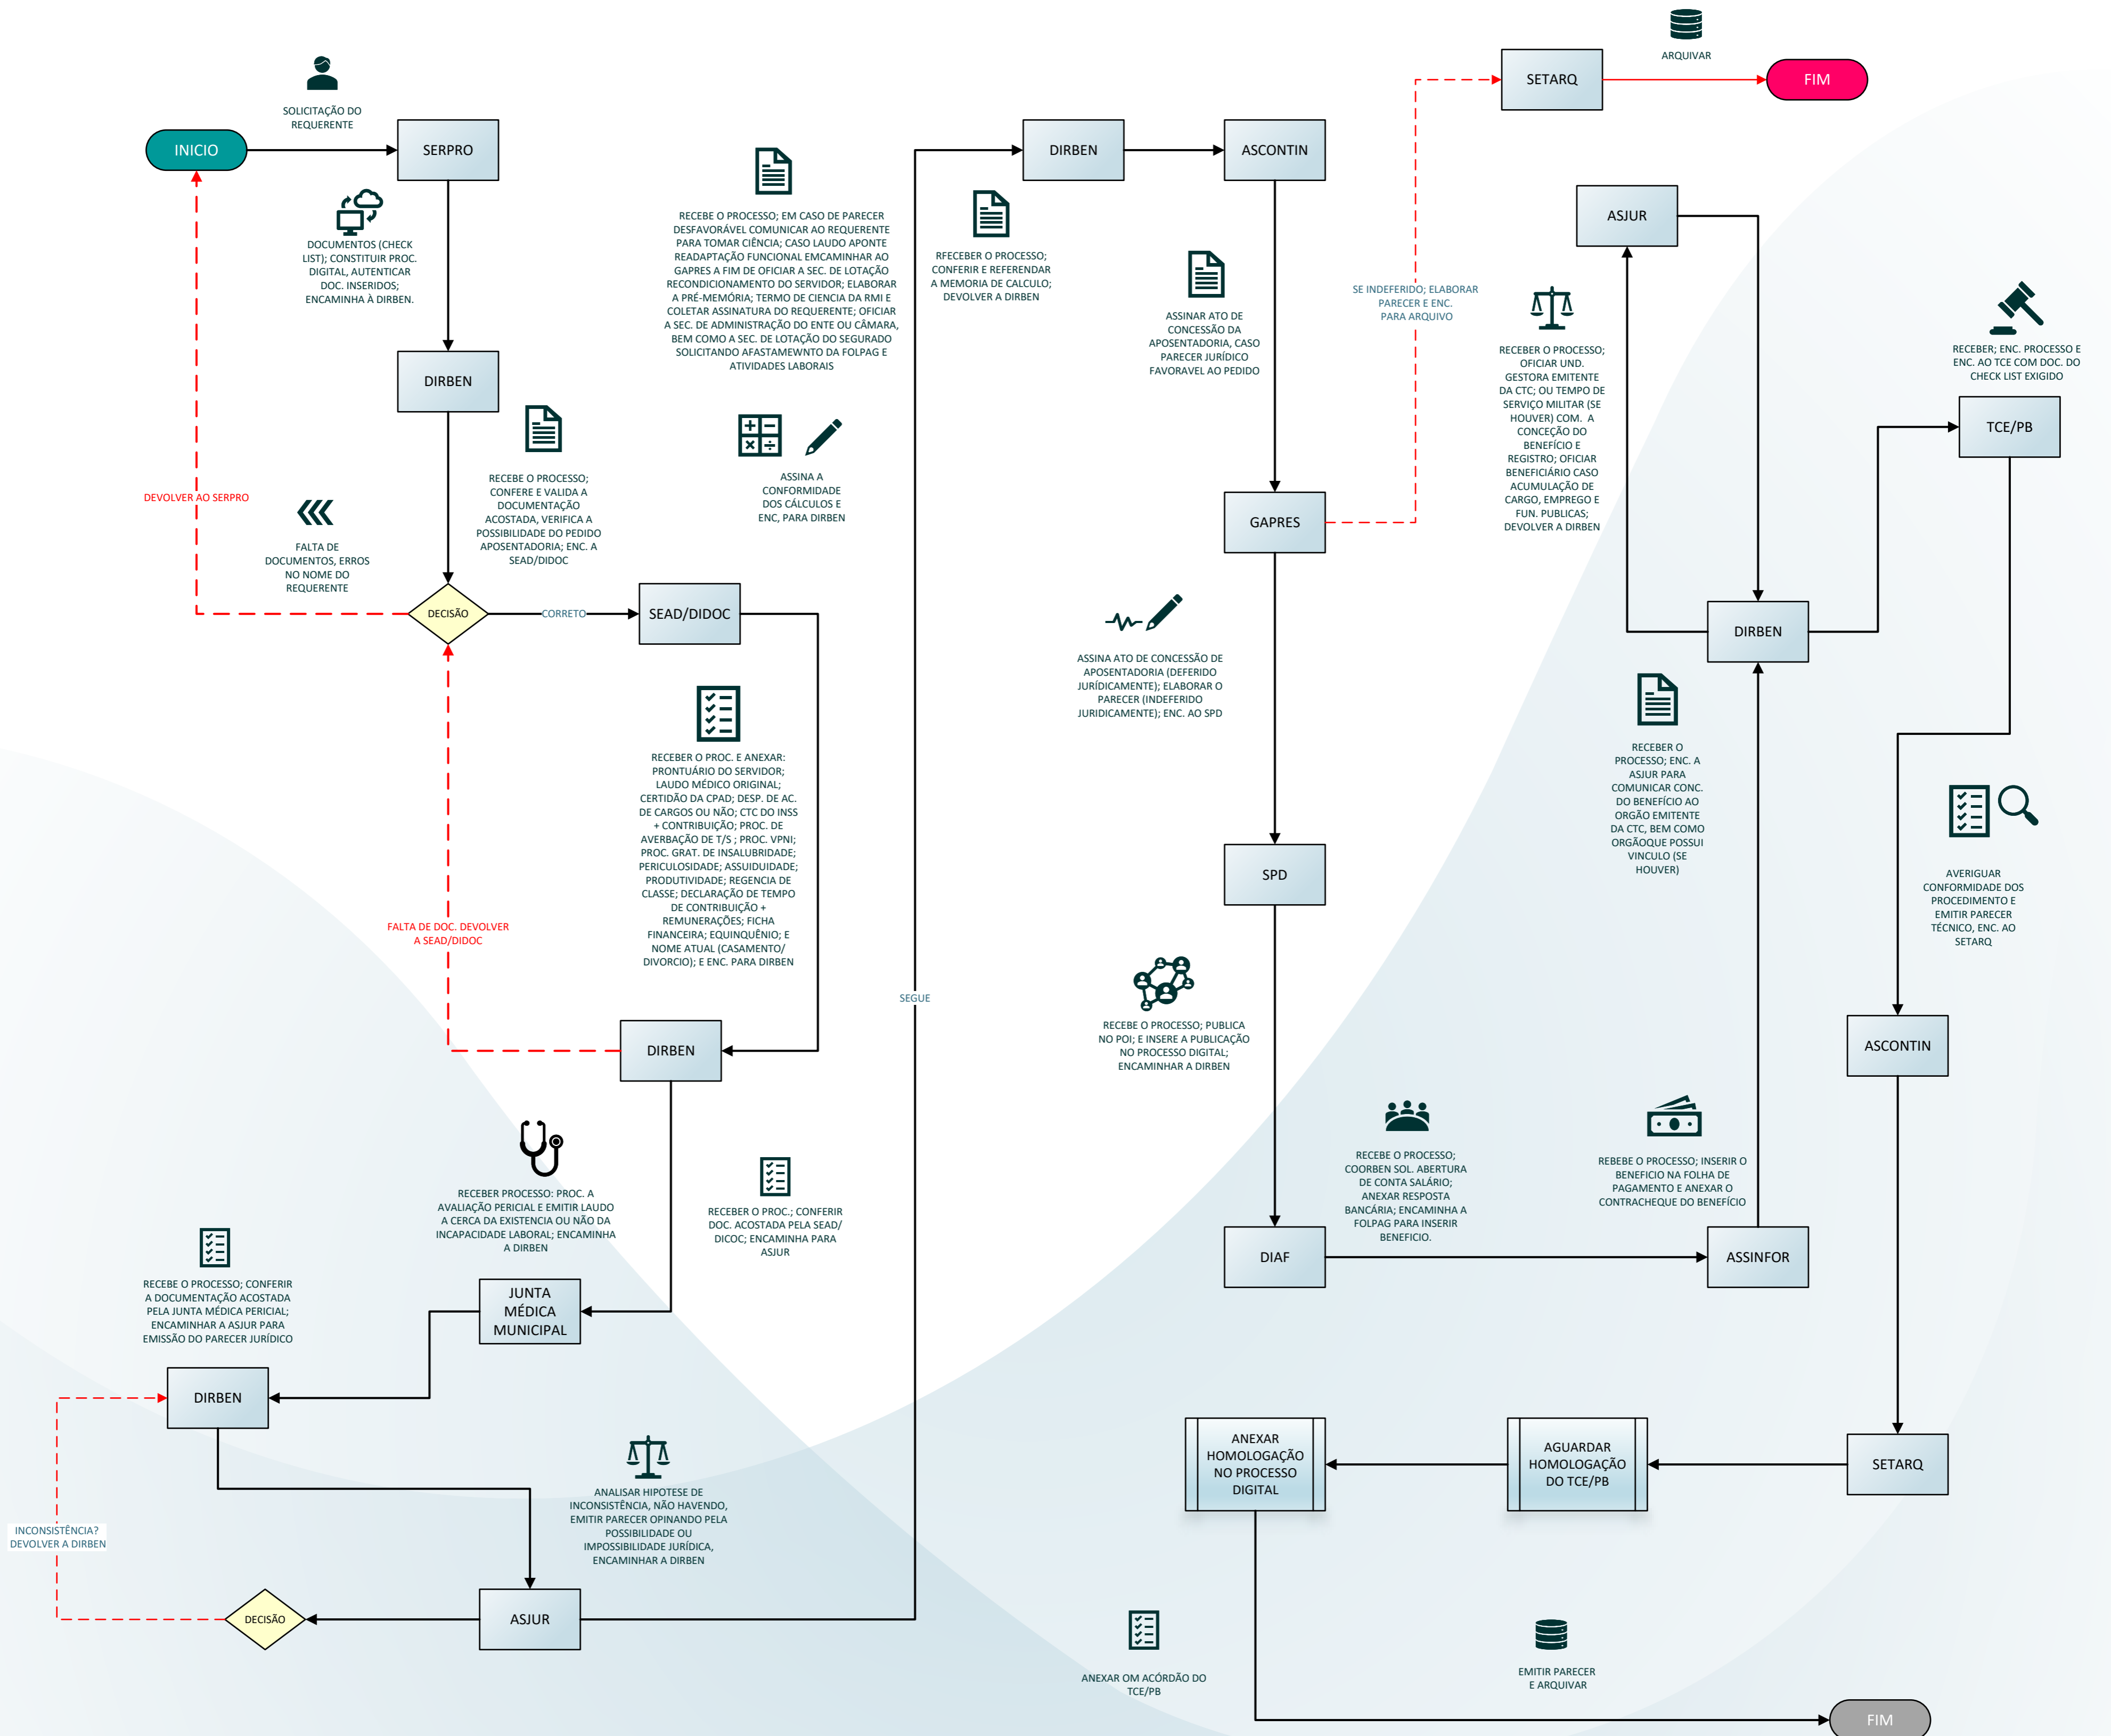 SOLICITAÇÃO DO
REQUERENTE
INICIO
SERPRO
DOCUMENTOS (CHECK
LIST); CONSTITUIR PROC.
DIGITAL, AUTENTICAR
DOC. INSERIDOS;
ENCAMINHA À DIRBEN.
DIRBEN
RECEBE O PROCESSO;
CONFERE E VALIDA A
DOCUMENTAÇÃO
ACOSTADA, VERIFICA A
POSSIBILIDADE DO PEDIDO
APOSENTADORIA; ENC. A
SEAD/DIDOC
DEVOLVER AO SERPRO
FALTA DE
DOCUMENTOS, ERROS
NO NOME DO
REQUERENTE
DECISÃO
CORRETO
SEAD/DIDOC
RECEBER O PROC. E ANEXAR:
PRONTUÁRIO DO SERVIDOR;
LAUDO MÉDICO ORIGINAL;
CERTIDÃO DA CPAD; DESP. DE AC.
DE CARGOS OU NÃO; CTC DO INSS
+ CONTRIBUIÇÃO; PROC. DE
AVERBAÇÃO DE T/S ; PROC. VPNI;
PROC. GRAT. DE INSALUBRIDADE;
PERICULOSIDADE; ASSUIDUIDADE;
PRODUTIVIDADE; REGENCIA DE
CLASSE; DECLARAÇÃO DE TEMPO
DE CONTRIBUIÇÃO +
REMUNERAÇÕES; FICHA
FINANCEIRA; EQUINQUÊNIO; E
NOME ATUAL (CASAMENTO/
DIVORCIO); E ENC. PARA DIRBEN
FALTA DE DOC. DEVOLVER
A SEAD/DIDOC
DIRBEN
RECEBER O PROC.; CONFERIR
DOC. ACOSTADA PELA SEAD/
DICOC; ENCAMINHA PARA
ASJUR
RECEBER PROCESSO: PROC. A
AVALIAÇÃO PERICIAL E EMITIR LAUDO
A CERCA DA EXISTENCIA OU NÃO DA
INCAPACIDADE LABORAL; ENCAMINHA
A DIRBEN
JUNTA
MÉDICA
MUNICIPAL
RECEBE O PROCESSO; CONFERIR
A DOCUMENTAÇÃO ACOSTADA
PELA JUNTA MÉDICA PERICIAL;
ENCAMINHAR A ASJUR PARA
EMISSÃO DO PARECER JURÍDICO
DIRBEN
INCONSISTÊNCIA?
DEVOLVER A DIRBEN
ANALISAR HIPOTESE DE
INCONSISTÊNCIA, NÃO HAVENDO,
EMITIR PARECER OPINANDO PELA
POSSIBILIDADE OU
IMPOSSIBILIDADE JURÍDICA,
ENCAMINHAR A DIRBEN
DECISÃO
ASJUR
SEGUE
RECEBE O PROCESSO; EM CASO DE PARECER
DESFAVORÁVEL COMUNICAR AO REQUERENTE
PARA TOMAR CIÊNCIA; CASO LAUDO APONTE
READAPTAÇÃO FUNCIONAL EMCAMINHAR AO
GAPRES A FIM DE OFICIAR A SEC. DE LOTAÇÃO
RECONDICIONAMENTO DO SERVIDOR; ELABORAR
A PRÉ-MEMÓRIA; TERMO DE CIENCIA DA RMI E
COLETAR ASSINATURA DO REQUERENTE; OFICIAR
A SEC. DE ADMINISTRAÇÃO DO ENTE OU CÂMARA,
BEM COMO A SEC. DE LOTAÇÃO DO SEGURADO
SOLICITANDO AFASTAMEWNTO DA FOLPAG E
ATIVIDADES LABORAIS
ASSINA A
CONFORMIDADE
DOS CÁLCULOS E
ENC, PARA DIRBEN
DIRBEN
RFECEBER O PROCESSO;
CONFERIR E REFERENDAR
A MEMORIA DE CALCULO;
DEVOLVER A DIRBEN
ASCONTIN
ASSINAR ATO DE
CONCESSÃO DA
APOSENTADORIA, CASO
PARECER JURÍDICO
FAVORAVEL AO PEDIDO
GAPRES
SE INDEFERIDO; ELABORAR
PARECER E ENC.
PARA ARQUIVO
SETARQ
ARQUIVAR
FIM
ASSINA ATO DE CONCESSÃO DE
APOSENTADORIA (DEFERIDO
JURÍDICAMENTE); ELABORAR O
PARECER (INDEFERIDO
JURIDICAMENTE); ENC. AO SPD
SPD
RECEBE O PROCESSO; PUBLICA
NO POI; E INSERE A PUBLICAÇÃO
NO PROCESSO DIGITAL;
ENCAMINHAR A DIRBEN
DIAF
RECEBE O PROCESSO;
COORBEN SOL. ABERTURA
DE CONTA SALÁRIO;
ANEXAR RESPOSTA
BANCÁRIA; ENCAMINHA A
FOLPAG PARA INSERIR
BENEFICIO.
REBEBE O PROCESSO; INSERIR O
BENEFICIO NA FOLHA DE
PAGAMENTO E ANEXAR O
CONTRACHEQUE DO BENEFÍCIO
ASSINFOR
ASJUR
RECEBER O PROCESSO;
OFICIAR UND.
GESTORA EMITENTE
DA CTC; OU TEMPO DE
SERVIÇO MILITAR (SE
HOUVER) COM. A
CONCEÇÃO DO
BENEFÍCIO E
REGISTRO; OFICIAR
BENEFICIÁRIO CASO
ACUMULAÇÃO DE
CARGO, EMPREGO E
FUN. PUBLICAS;
DEVOLVER A DIRBEN
DIRBEN
RECEBER O
PROCESSO; ENC. A
ASJUR PARA
COMUNICAR CONC.
DO BENEFÍCIO AO
ORGÃO EMITENTE
DA CTC, BEM COMO
ORGÃOQUE POSSUI
VINCULO (SE
HOUVER)
RECEBER; ENC. PROCESSO E
ENC. AO TCE COM DOC. DO
CHECK LIST EXIGIDO
TCE/PB
AVERIGUAR
CONFORMIDADE DOS
PROCEDIMENTO E
EMITIR PARECER
TÉCNICO, ENC. AO
SETARQ
ASCONTIN
SETARQ
AGUARDAR
HOMOLOGAÇÃO
DO TCE/PB
ANEXAR
HOMOLOGAÇÃO
NO PROCESSO
DIGITAL
ANEXAR OM ACÓRDÃO DO
TCE/PB
EMITIR PARECER
E ARQUIVAR
FIM